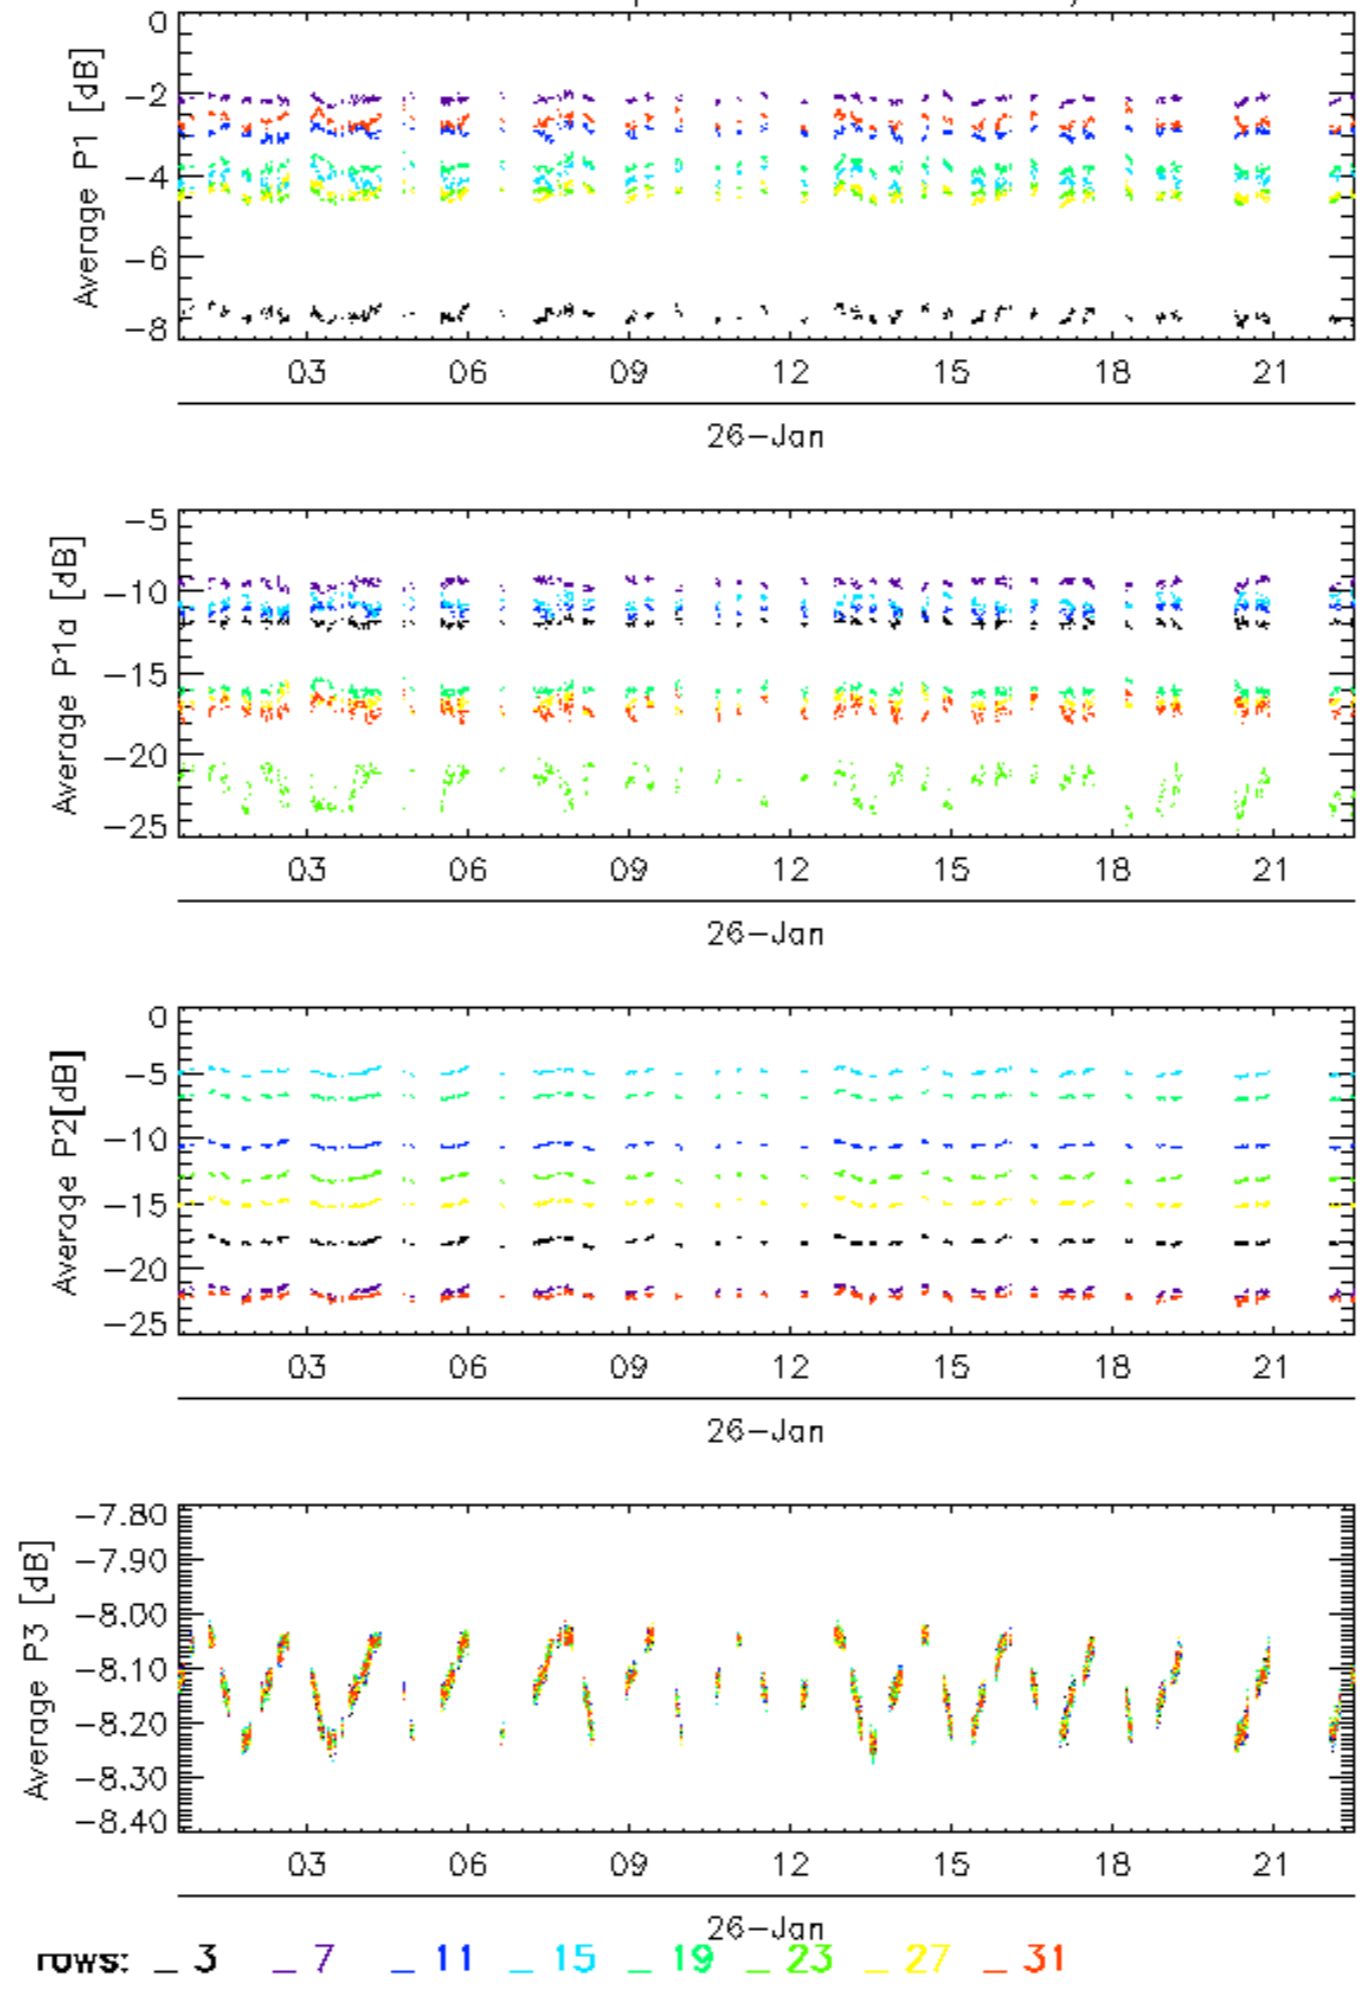 Average P1 [dB]
0
−2
−4
−6
−8
03 06 09 12 15 18 21
26−Jan
Average P1a [dB]
−5
−10
−15
−20
−25
03 06 09 12 15 18 21
26−Jan
Average P2[dB]
0
−5
−10
−15
−20
−25
03 06 09 12 15 18 21
26−Jan
Average P3 [dB]
−7.80
−7.90
−8.00
−8.10
−8.20
−8.30
−8.40
03 06 09 12 15 18 21
26−Jan
rows: _ 3 _ 7 _ 11 _ 15 _ 19 _ 23 _ 27 _ 31